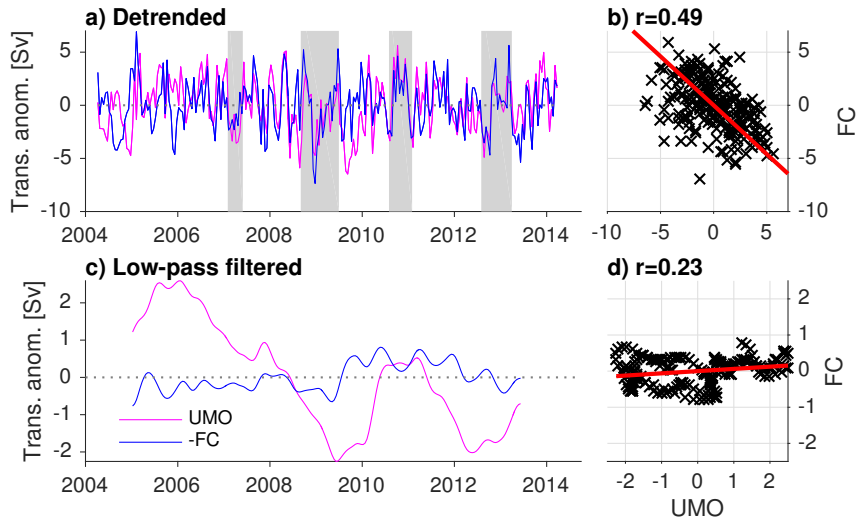 a) Detrended
Trans. anom. [Sv]
5
0
-5
-10
2004 2006 2008 2010 2012 2014
b) r=0.49
5
0
-5
-10
FC
-10 -5 0 5
c) Low-pass filtered
Trans. anom. [Sv]
2
1
0
-1
-2
UMO
-FC
2004 2006 2008 2010 2012 2014
d) r=0.23
2
1
0
-1
-2
FC
-2 -1 0 1 2
UMO